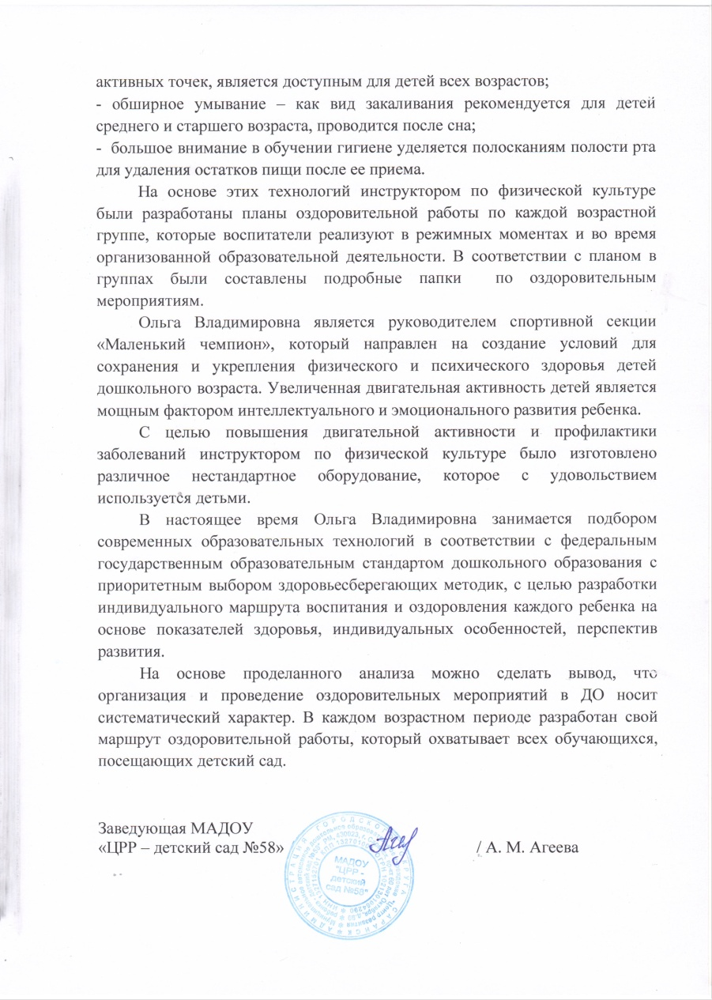 активных точек, является доступным для детей всех возрастов;
- обширное умывание – как вид закаливания рекомендуется для детей
среднего и старшего возраста, проводится после сна;
- большое внимание в обучении гигиене уделяется полосканиям полости рта
для удаления остатков пищи после ее приема.
На основе этих технологий инструктором по физической культуре
были разработаны планы оздоровительной работы по каждой возрастной
группе, которые воспитатели реализуют в режимных моментах и во время
организованной образовательной деятельности. В соответствии с планом в
группах были составлены подробные папки по оздоровительным
мероприятиям.
Ольга Владимировна является руководителем спортивной секции
«Маленький чемпион», который направлен на создание условий для
сохранения и укрепления физического и психического здоровья детей
дошкольного возраста. Увеличенная двигательная активность детей является
мощным фактором интеллектуального и эмоционального развития ребенка.
С целью повышения двигательной активности и профилактики
заболеваний инструктором по физической культуре было изготовлено
различное нестандартное оборудование, которое с удовольствием
используется детьми.
В настоящее время Ольга Владимировна занимается подбором
современных образовательных технологий в соответствии с федеральным
государственным образовательным стандартом дошкольного образования с
приоритетным выбором здоровьесберегающих методик, с целью разработки
индивидуального маршрута воспитания и оздоровления каждого ребенка на
основе показателей здоровья, индивидуальных особенностей, перспектив
развития.
На основе проделанного анализа можно сделать вывод, что
организация и проведение оздоровительных мероприятий в ДО носит
систематический характер. В каждом возрастном периоде разработан свой
маршрут оздоровительной работы, который охватывает всех обучающихся,
посещающих детский сад.
Заведующая МАДОУ
«ЦРР – детский сад №58» / А. М. Агеева
МАДОУ
"ЦРР -
детский
сад №58"